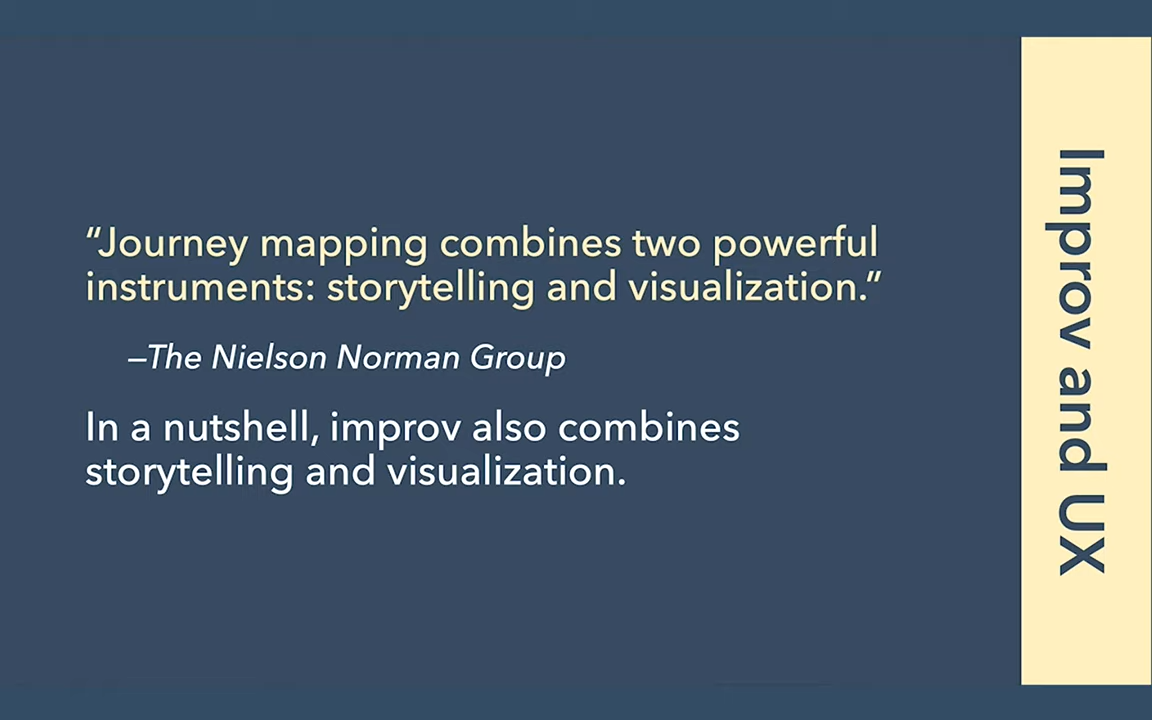 “Journey mapping combines two powerful
instruments: storytelling and visualization.”
—The Nielson Norman Group
In a nutshell, improv also combines
storytelling and visualization.
Improv and UX